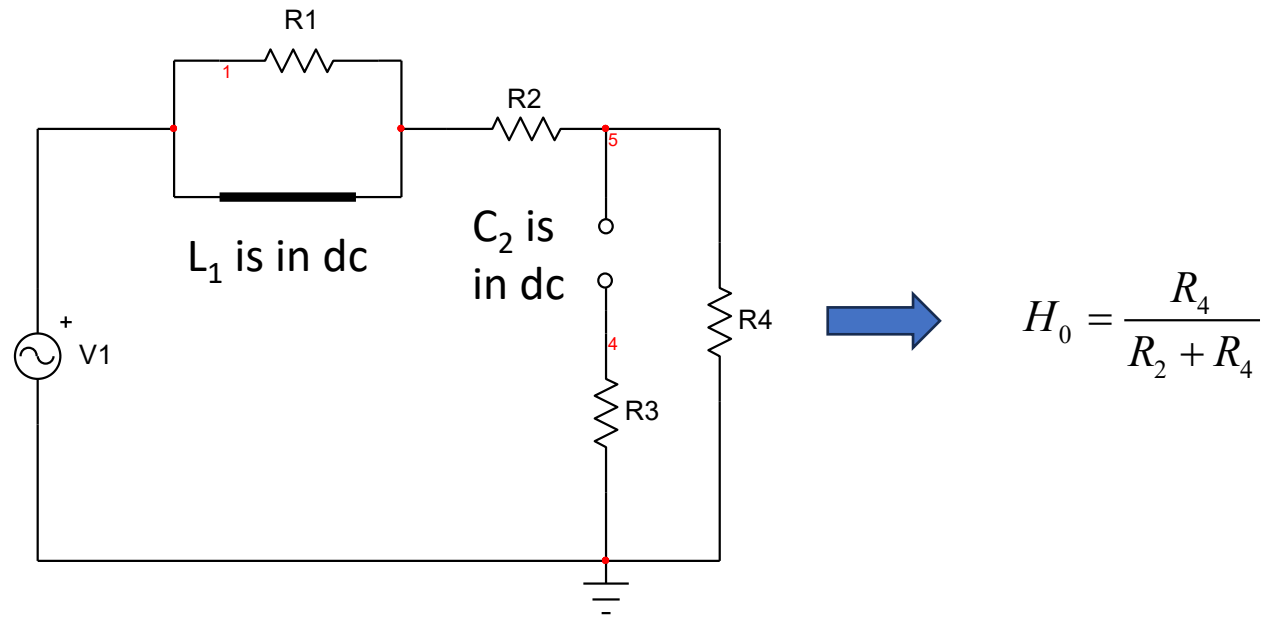 R1
1
R2
5
L₁ is in dc
C₂ is
in dc
R4
+
V1
4
R3
H₀ = R₄ / (R₂ + R₄)